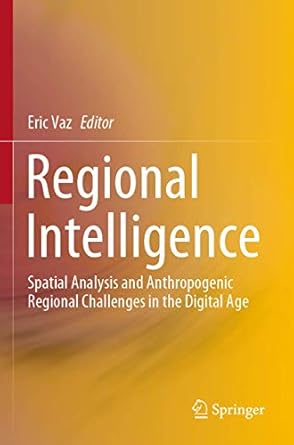 Eric Vaz Editor
Regional
Intelligence
Spatial Analysis and Anthropogenic
Regional Challenges in the Digital Age
Springer